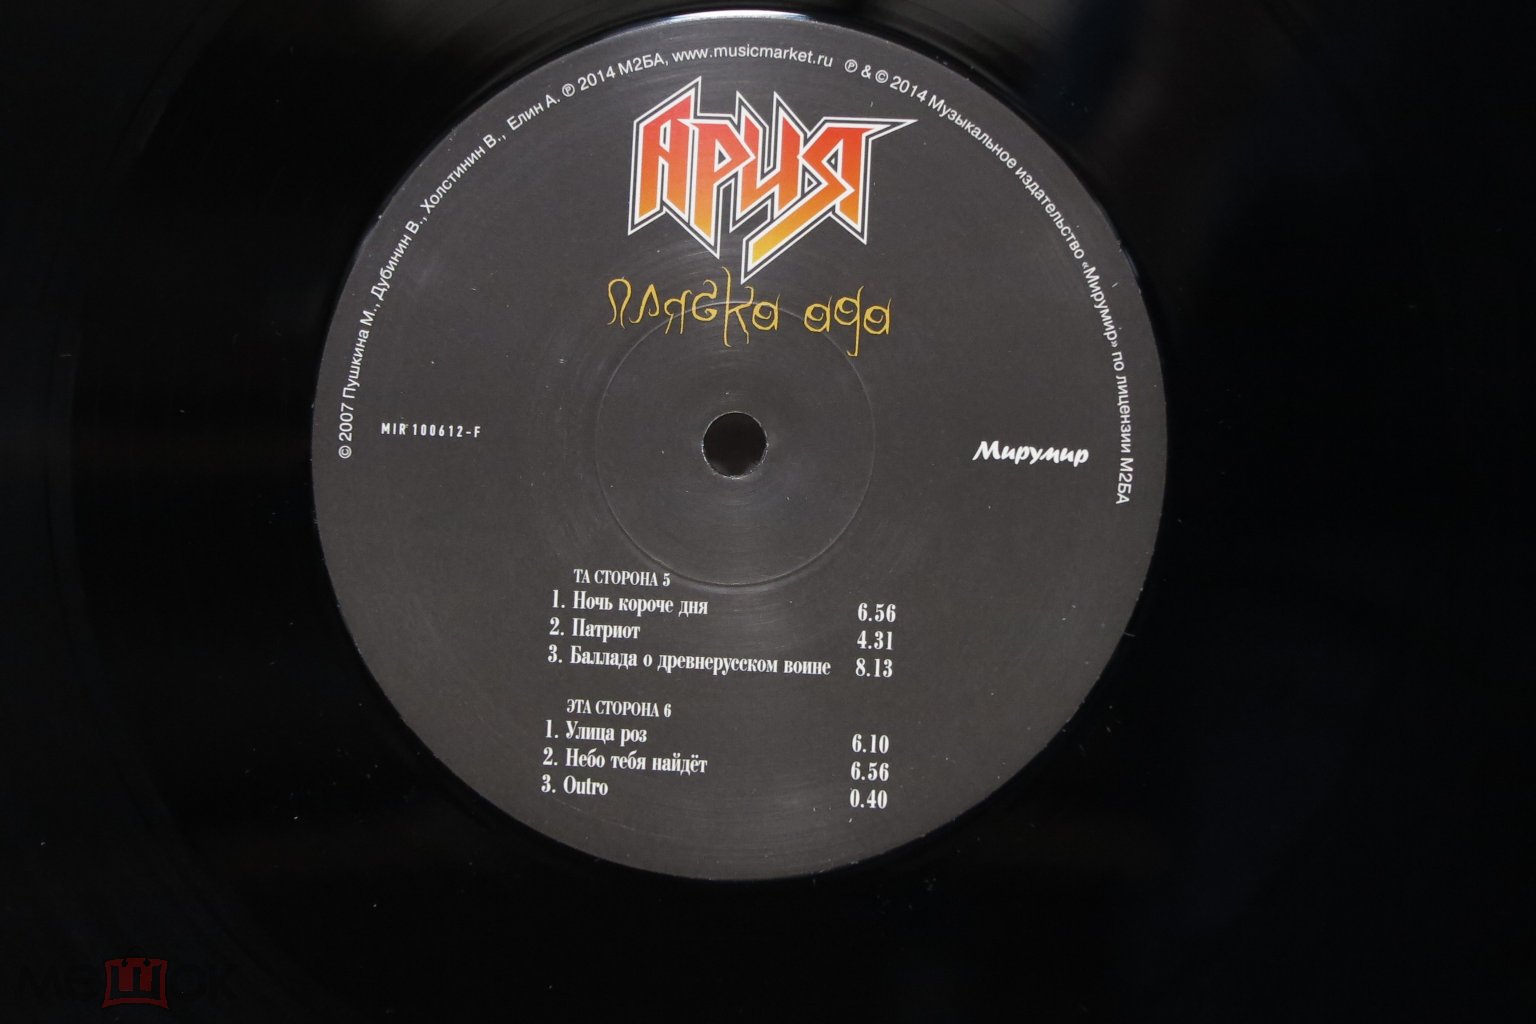 © 2007 Пушкина М., Дубинин В., Холстинин В., Елин А. ℗ 2014 М2БА, www.musicmarket.ru ℗ & © 2014 Музыкальное издательство «Мирумир» по лицензии М2БА
АРИЯ
пляска ада
MIR 100612-F
Мирумир
ТА СТОРОНА 5
1. Ночь короче дня 6.56
2. Патриот 4.31
3. Баллада о древнерусском воине 8.13
ЭТА СТОРОНА 6
1. Улица роз 6.10
2. Небо тебя найдёт 6.56
3. Outro 0.40
мешок